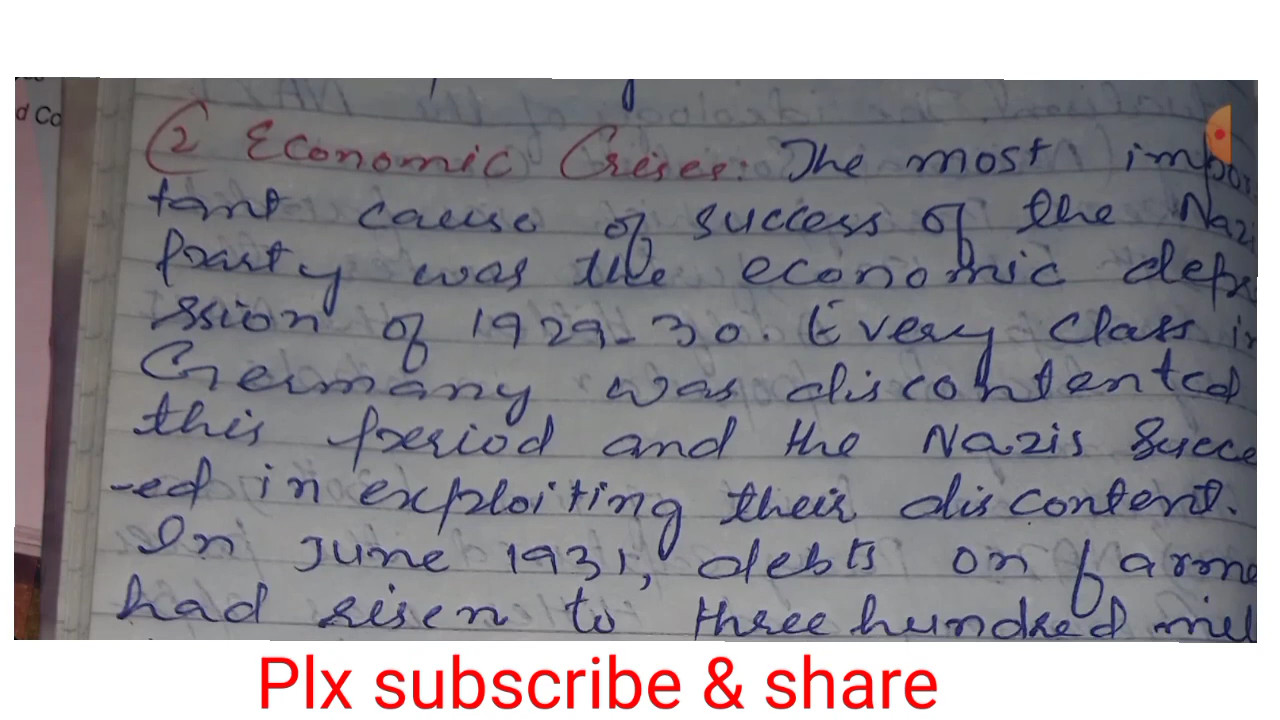 d Co
(2 Economic Crises: The most impor
tant cause of success of the Nazi
party was the economic depre
ssion of 1929-30. Every Class in
Germany was discontented
this period and the Nazis Succe
-ed in exploiting their discontent.
In June 1931, debts on farme
had risen to three hundred mil
Plx subscribe & share